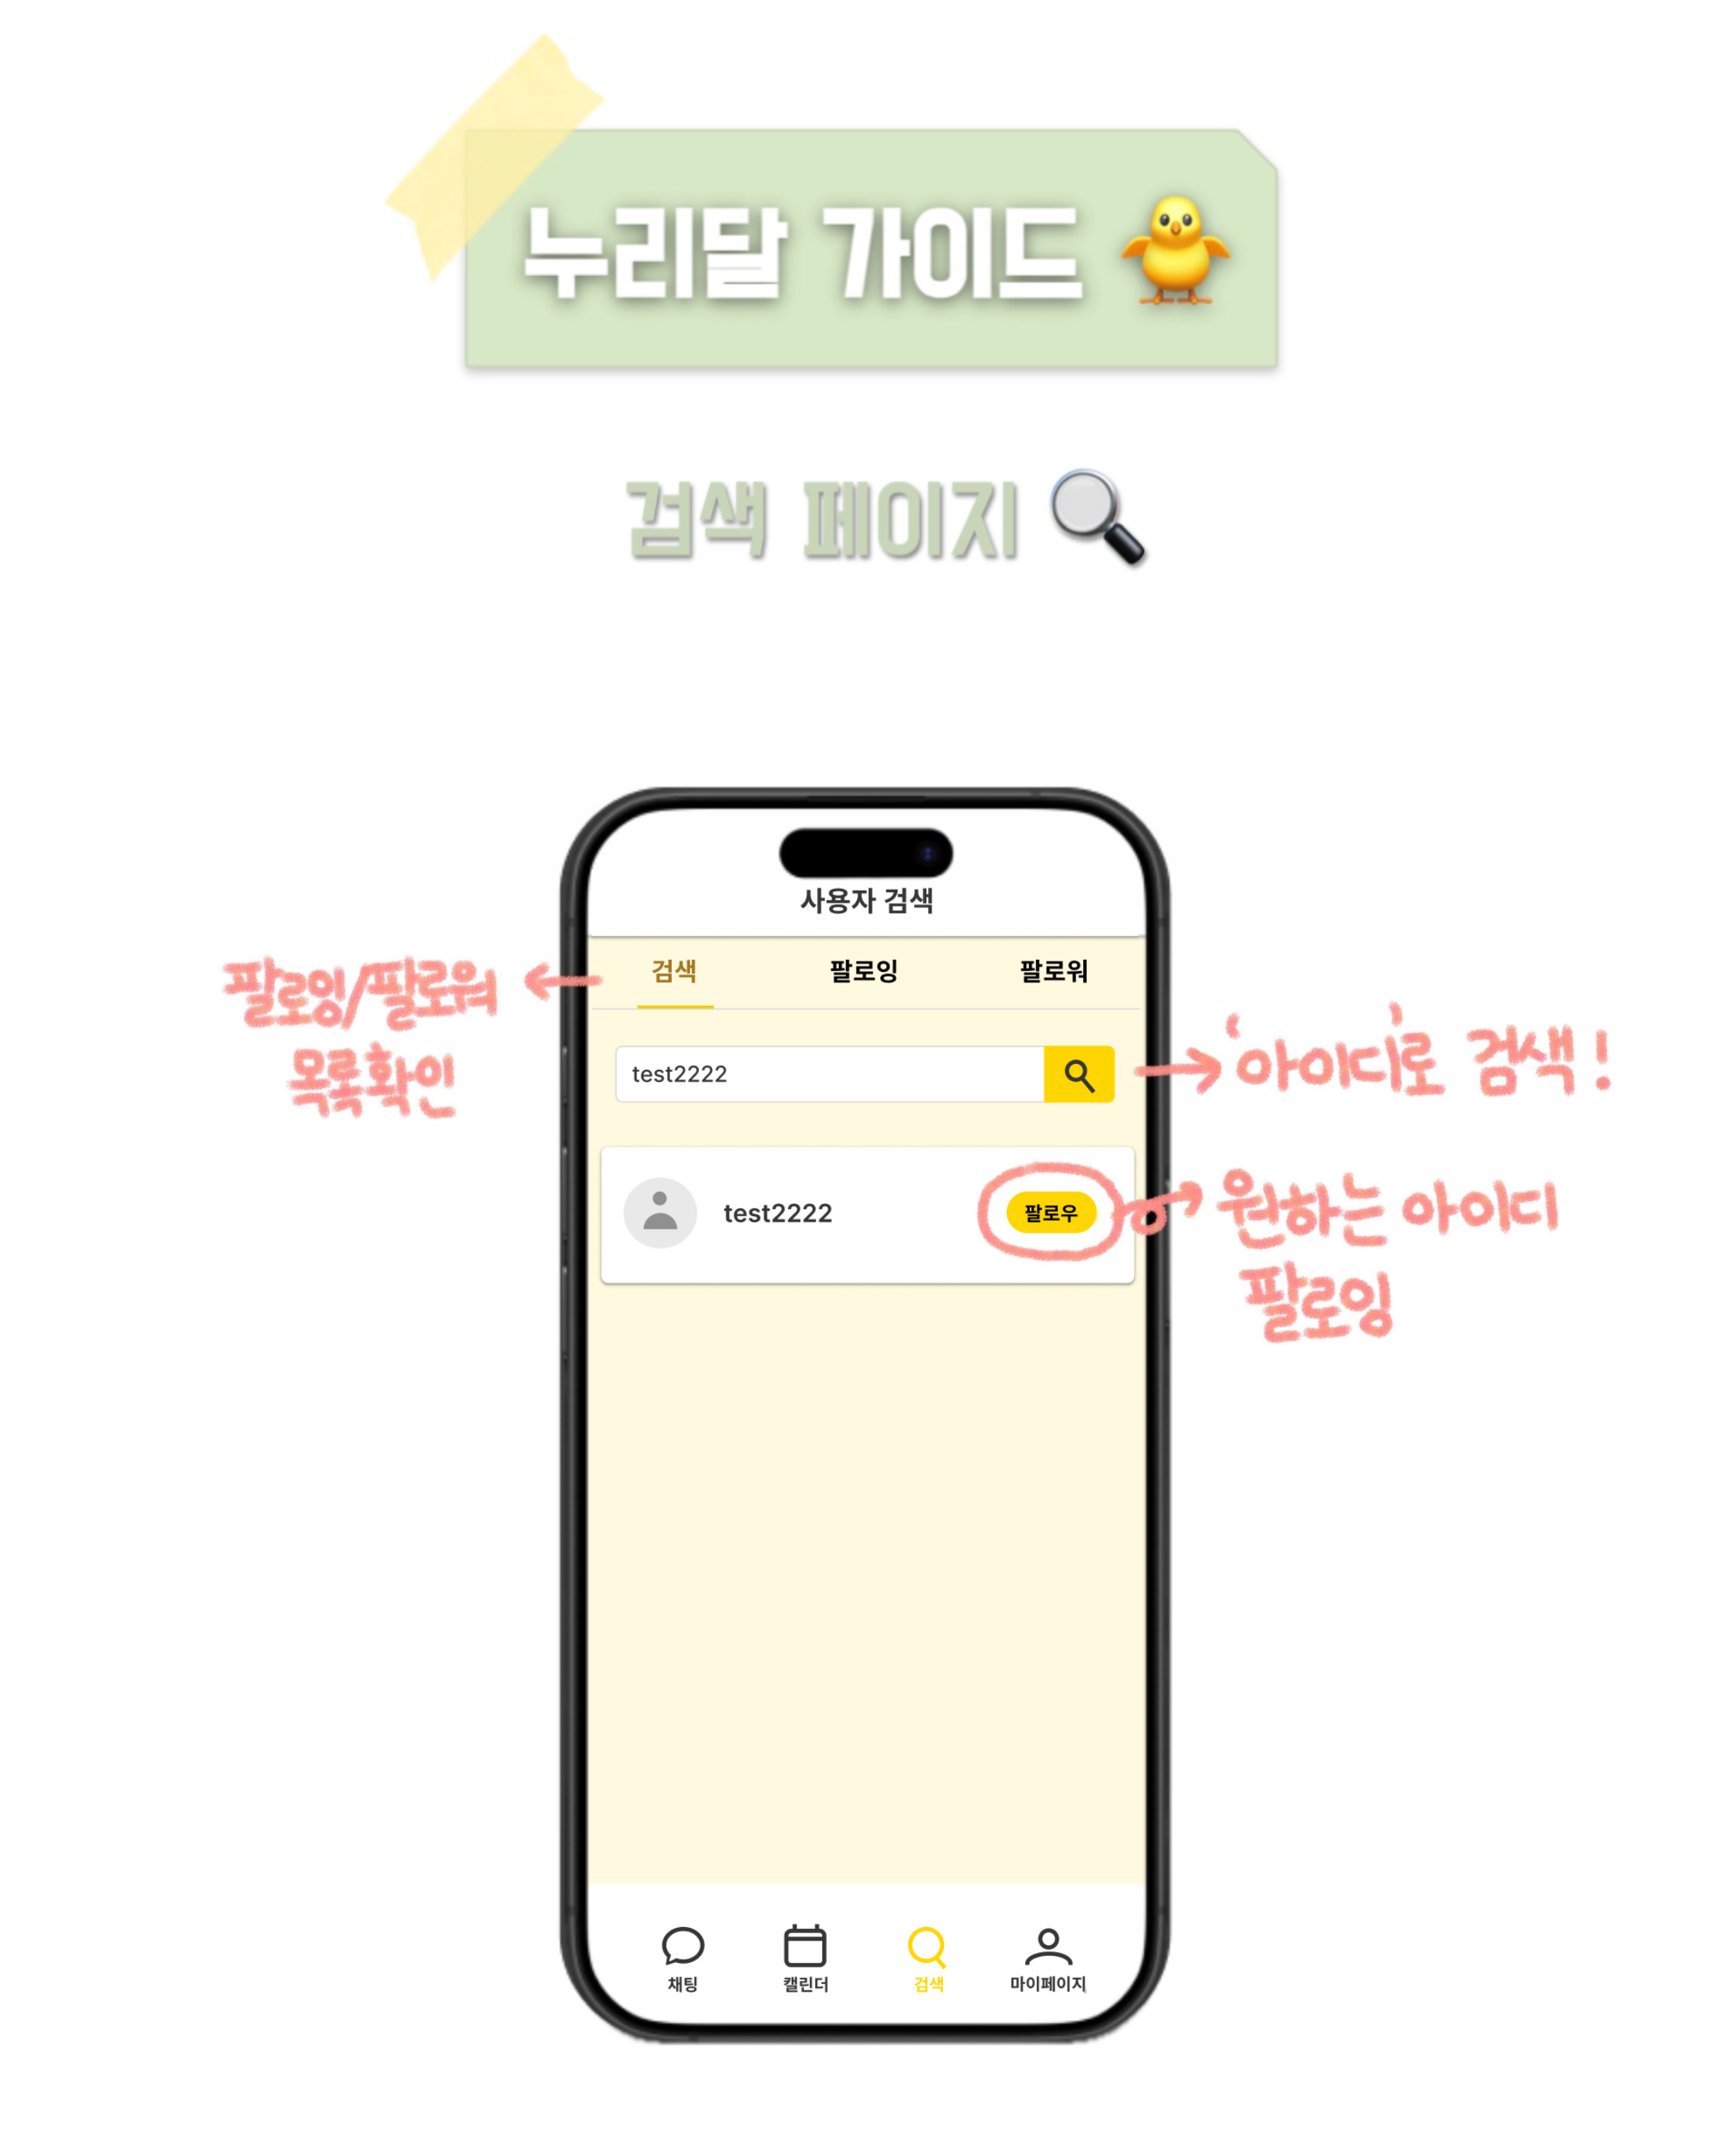 누리달 가이드
검색 페이지
사용자 검색
검색 팔로잉 팔로워
팔로잉/팔로워
목록확인
test2222
'아이디'로 검색!
test2222 팔로우
원하는 아이디
팔로잉
채팅 캘린더 검색 마이페이지